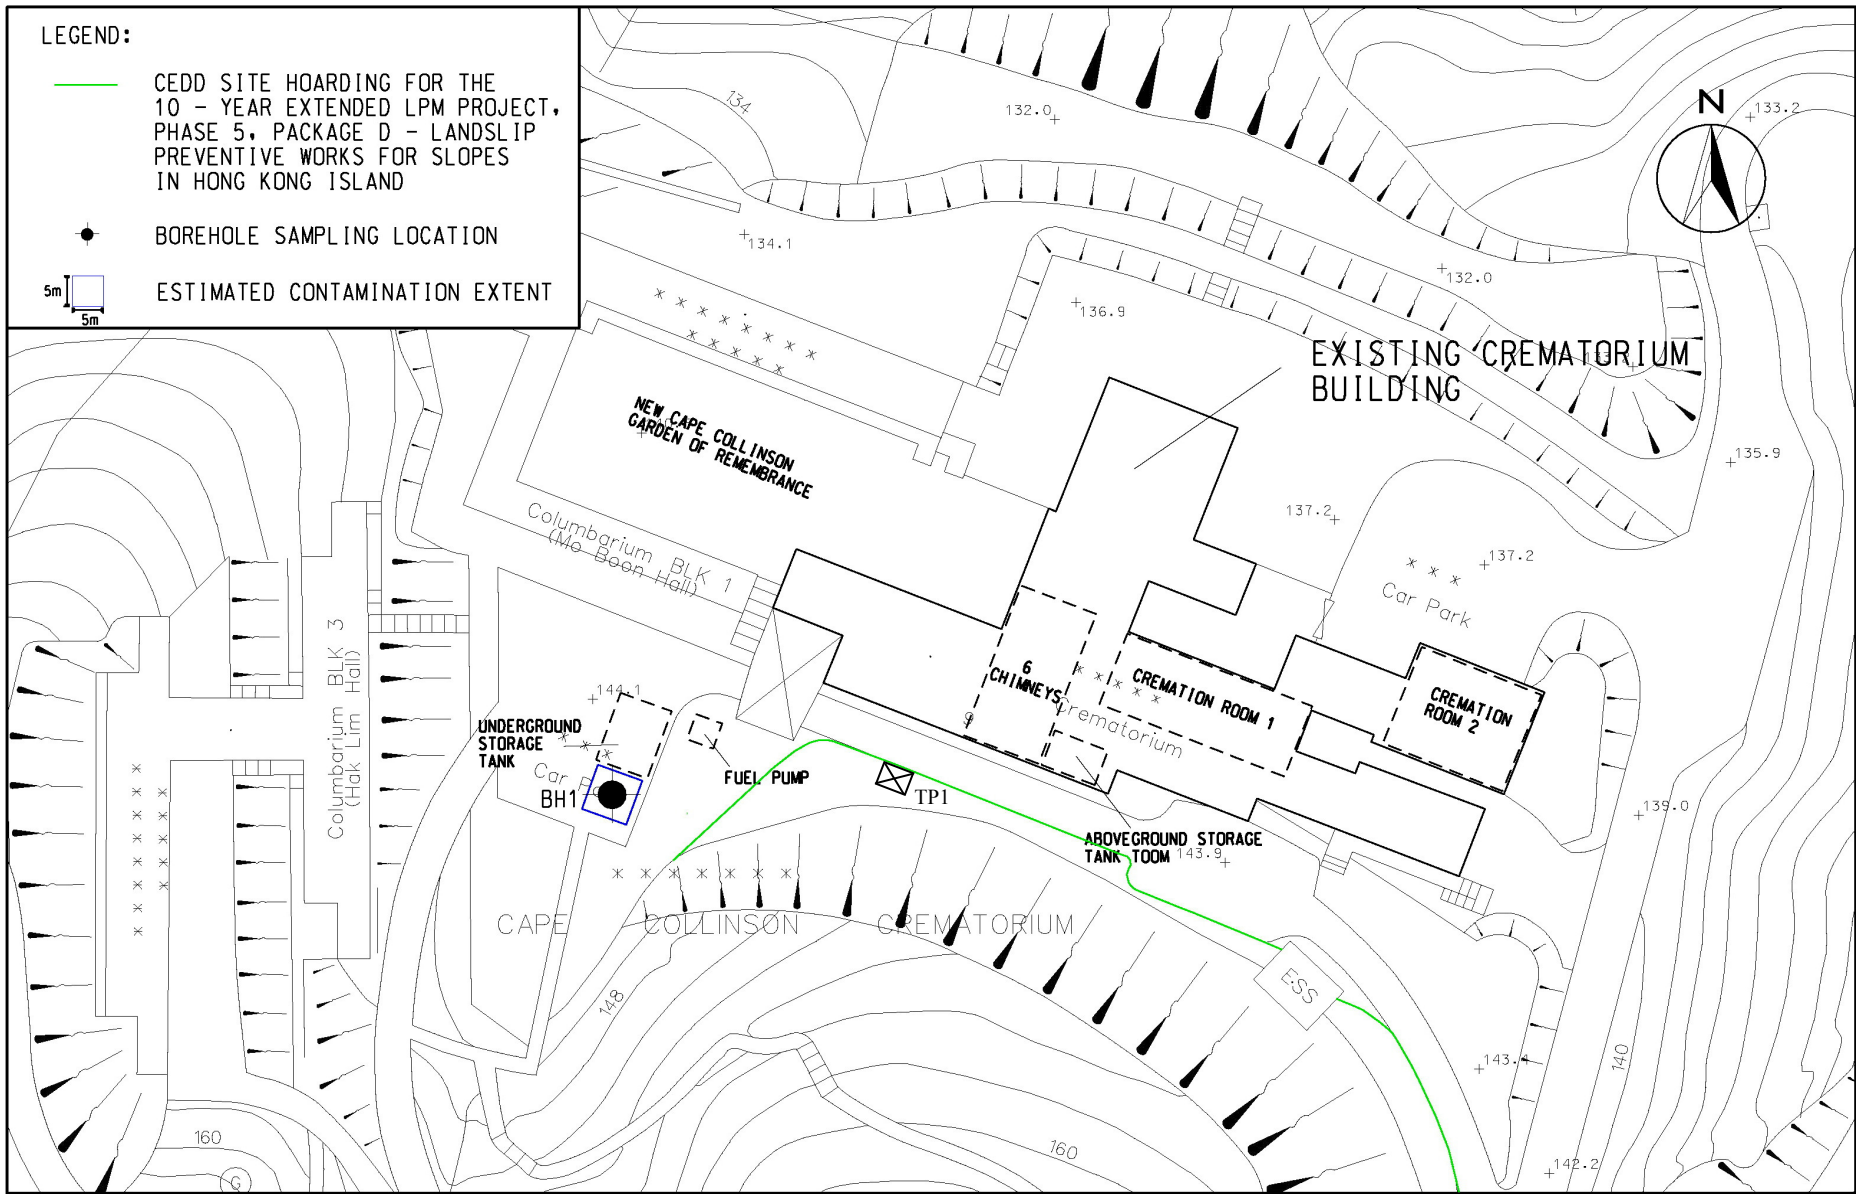 LEGEND:
CEDD SITE HOARDING FOR THE
10 - YEAR EXTENDED LPM PROJECT,
PHASE 5, PACKAGE D - LANDSLIP
PREVENTIVE WORKS FOR SLOPES
IN HONG KONG ISLAND
BOREHOLE SAMPLING LOCATION
5m
5m
ESTIMATED CONTAMINATION EXTENT
134
132.0
N
133.2
134.1
132.0
136.9
EXISTING CREMATORIUM
BUILDING
NEW CAPE COLLINSON
GARDEN OF REMEMBRANCE
135.9
137.2
137.2
Columbarium BLK 1
(Mo Boon Hall)
Car Park
Columbarium BLK 3
(Hak Lim Hall)
144.1
6
CHIMNEYS
CREMATION ROOM 1
CREMATION
ROOM 2
9
Crematorium
UNDERGROUND
STORAGE
TANK
FUEL PUMP
Car
BH1
TP1
139.0
ABOVEGROUND STORAGE
TANK TOOM
143.9
CAPE COLLINSON CREMATORIUM
ESS
148
140
143.4
160
160
142.2
G